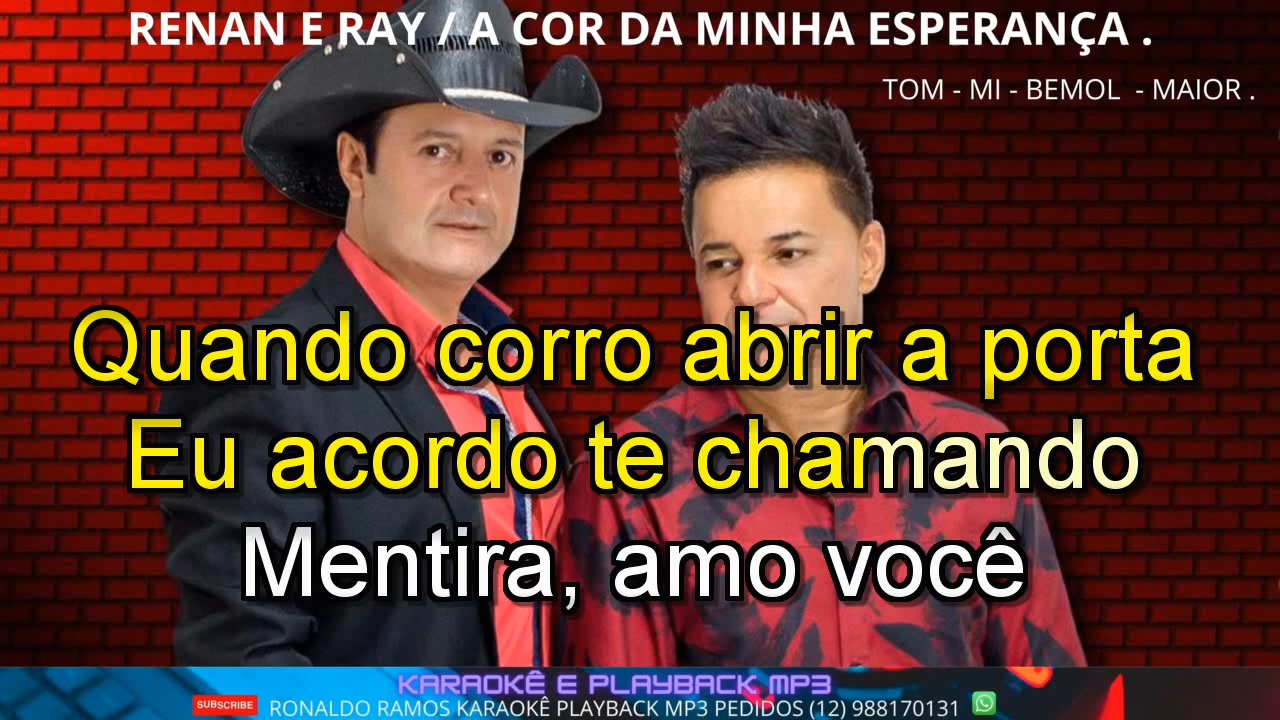 RENAN E RAY / A COR DA MINHA ESPERANÇA .
TOM - MI - BEMOL - MAIOR .
Quando corro abrir a porta
Eu acordo te chamando
Mentira, amo você
KARAOKÊ E PLAYBACK MP3
SUBSCRIBE RONALDO RAMOS KARAOKÊ PLAYBACK MP3 PEDIDOS (12) 988170131